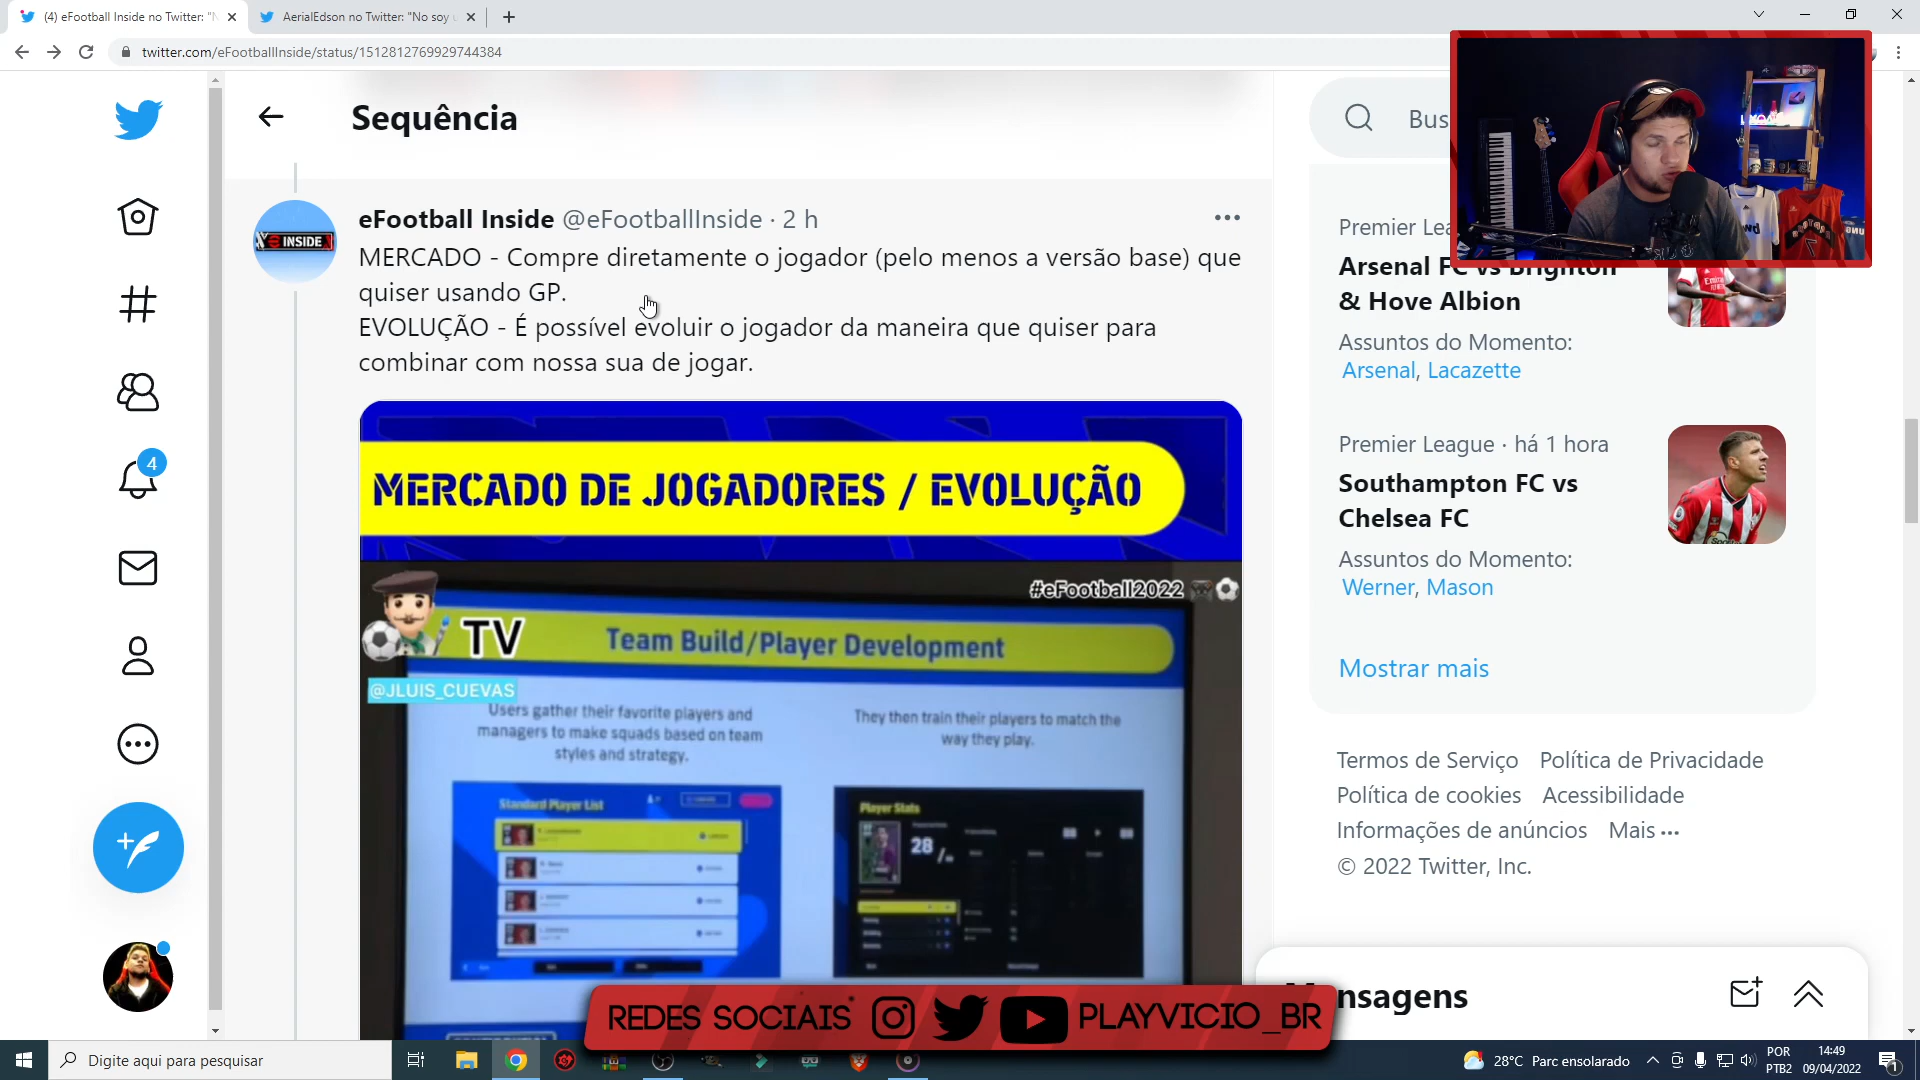 (4) eFootball Inside no Twitter: "N
AerialEdson no Twitter: "No soy u
twitter.com/eFootballInside/status/1512812769929744384
Sequência
Bus
eFootball Inside @eFootballInside · 2 h
MERCADO - Compre diretamente o jogador (pelo menos a versão base) que
quiser usando GP.
EVOLUÇÃO - É possível evoluir o jogador da maneira que quiser para
combinar com nossa sua de jogar.
INSIDE
MERCADO DE JOGADORES / EVOLUÇÃO
#eFootball2022
TV
Team Build/Player Development
@JLUIS_CUEVAS
Users gather their favorite players and
managers to make squads based on team
styles and strategy.
They then train their players to match the
way they play.
Standard Player List
Player Stats
28
4
Premier Lea
Arsenal FC vs Brighton
& Hove Albion
Assuntos do Momento:
Arsenal, Lacazette
Premier League · há 1 hora
Southampton FC vs
Chelsea FC
Assuntos do Momento:
Werner, Mason
Mostrar mais
Termos de Serviço Política de Privacidade
Política de cookies Acessibilidade
Informações de anúncios Mais ···
© 2022 Twitter, Inc.
nsagens
REDES SOCIAIS PLAYVICIO_BR
Digite aqui para pesquisar
28°C Parc ensolarado
POR
PTB2
14:49
09/04/2022
1